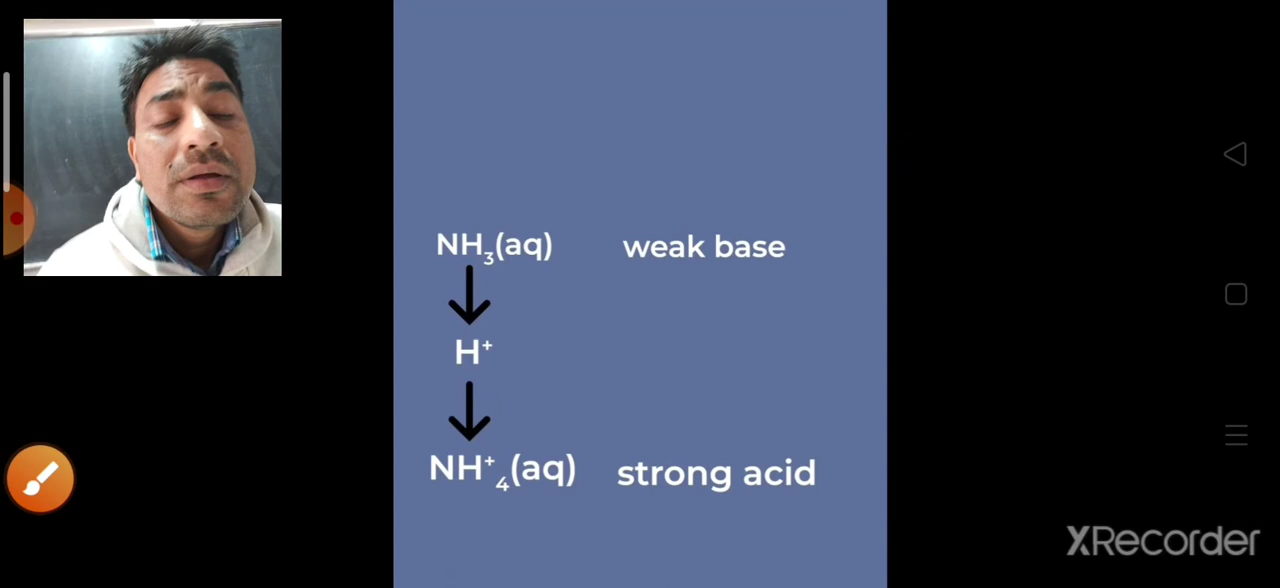 NH₃(aq) weak base
H⁺
NH⁺₄(aq) strong acid
XRecorder